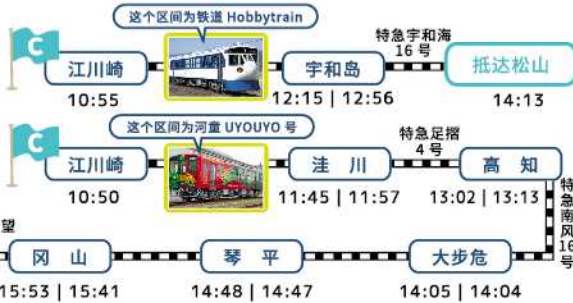 这个区间为铁道 Hobbytrain
特急宇和海
16 号
C
江川崎
宇和岛
抵达松山
10:55
12:15 | 12:56
14:13
这个区间为河童 UYOUYO 号
特急足摺
4 号
C
江川崎
洼 川
高 知
10:50
11:45 | 11:57
13:02 | 13:13
特急南风16号
望
冈 山
琴 平
大步危
15:53 | 15:41
14:48 | 14:47
14:05 | 14:04